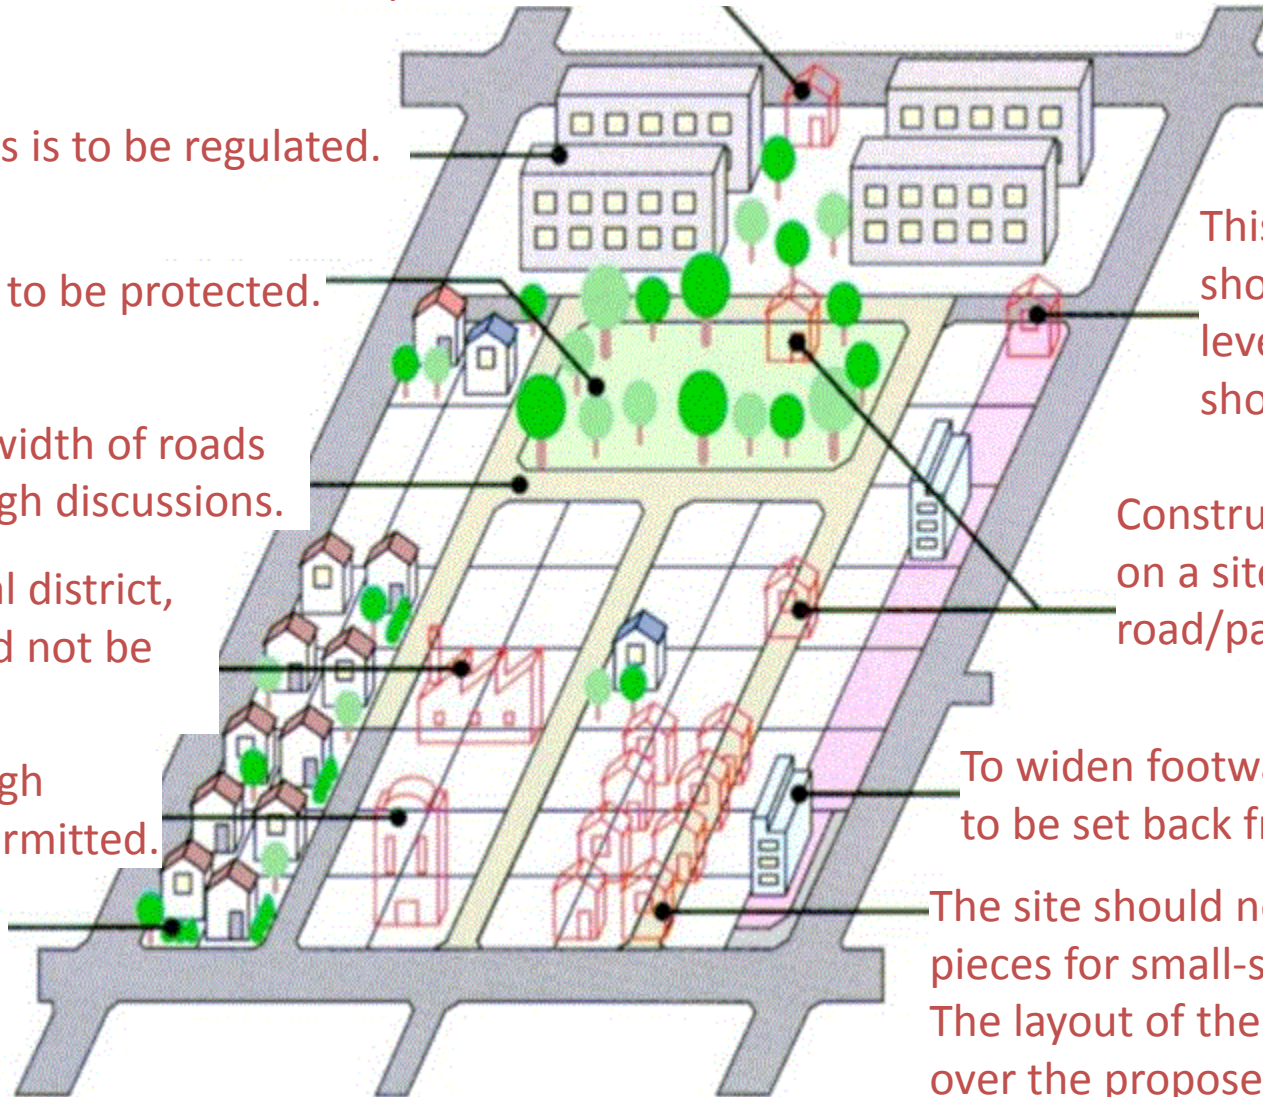 s is to be regulated.
to be protected.
width of roads
gh discussions.
al district,
d not be
gh
rmitted.
This
sho
leve
sho
Constru
on a site
road/pa
To widen footwa
to be set back fr
The site should n
pieces for small-s
The layout of the
over the propose